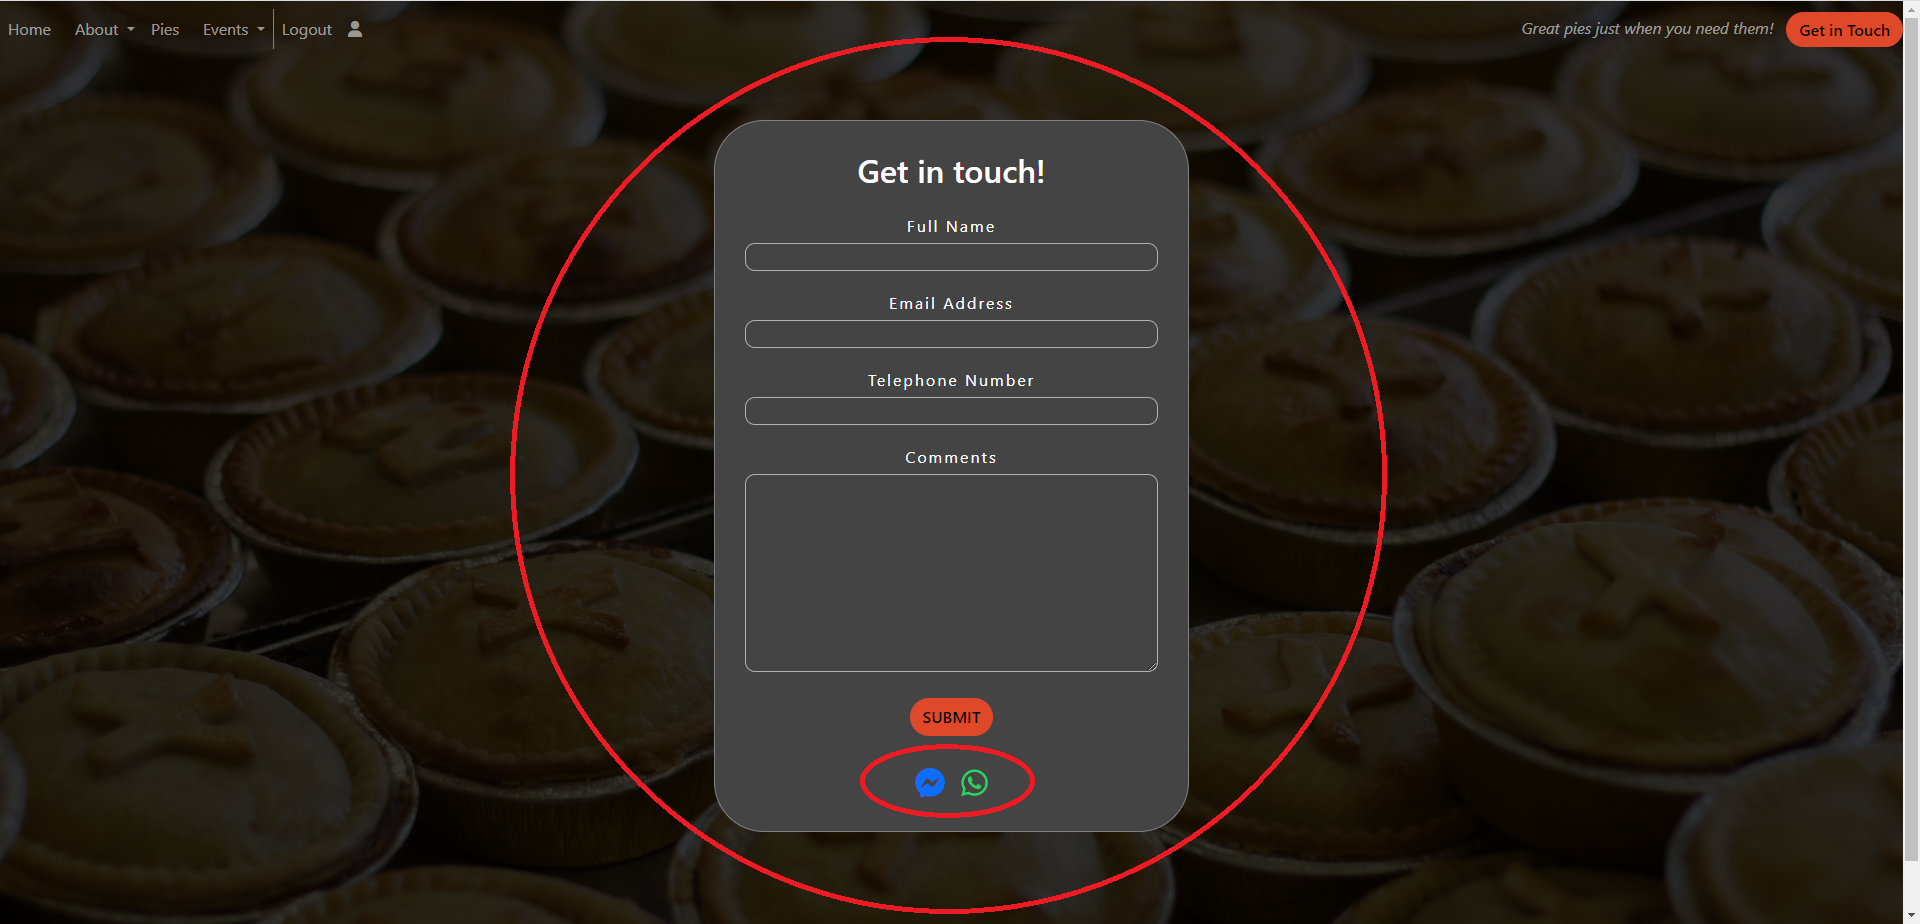 Home About Pies Events Logout Great pies just when you need them! Get in Touch
Get in touch!
Full Name
Email Address
Telephone Number
Comments
SUBMIT